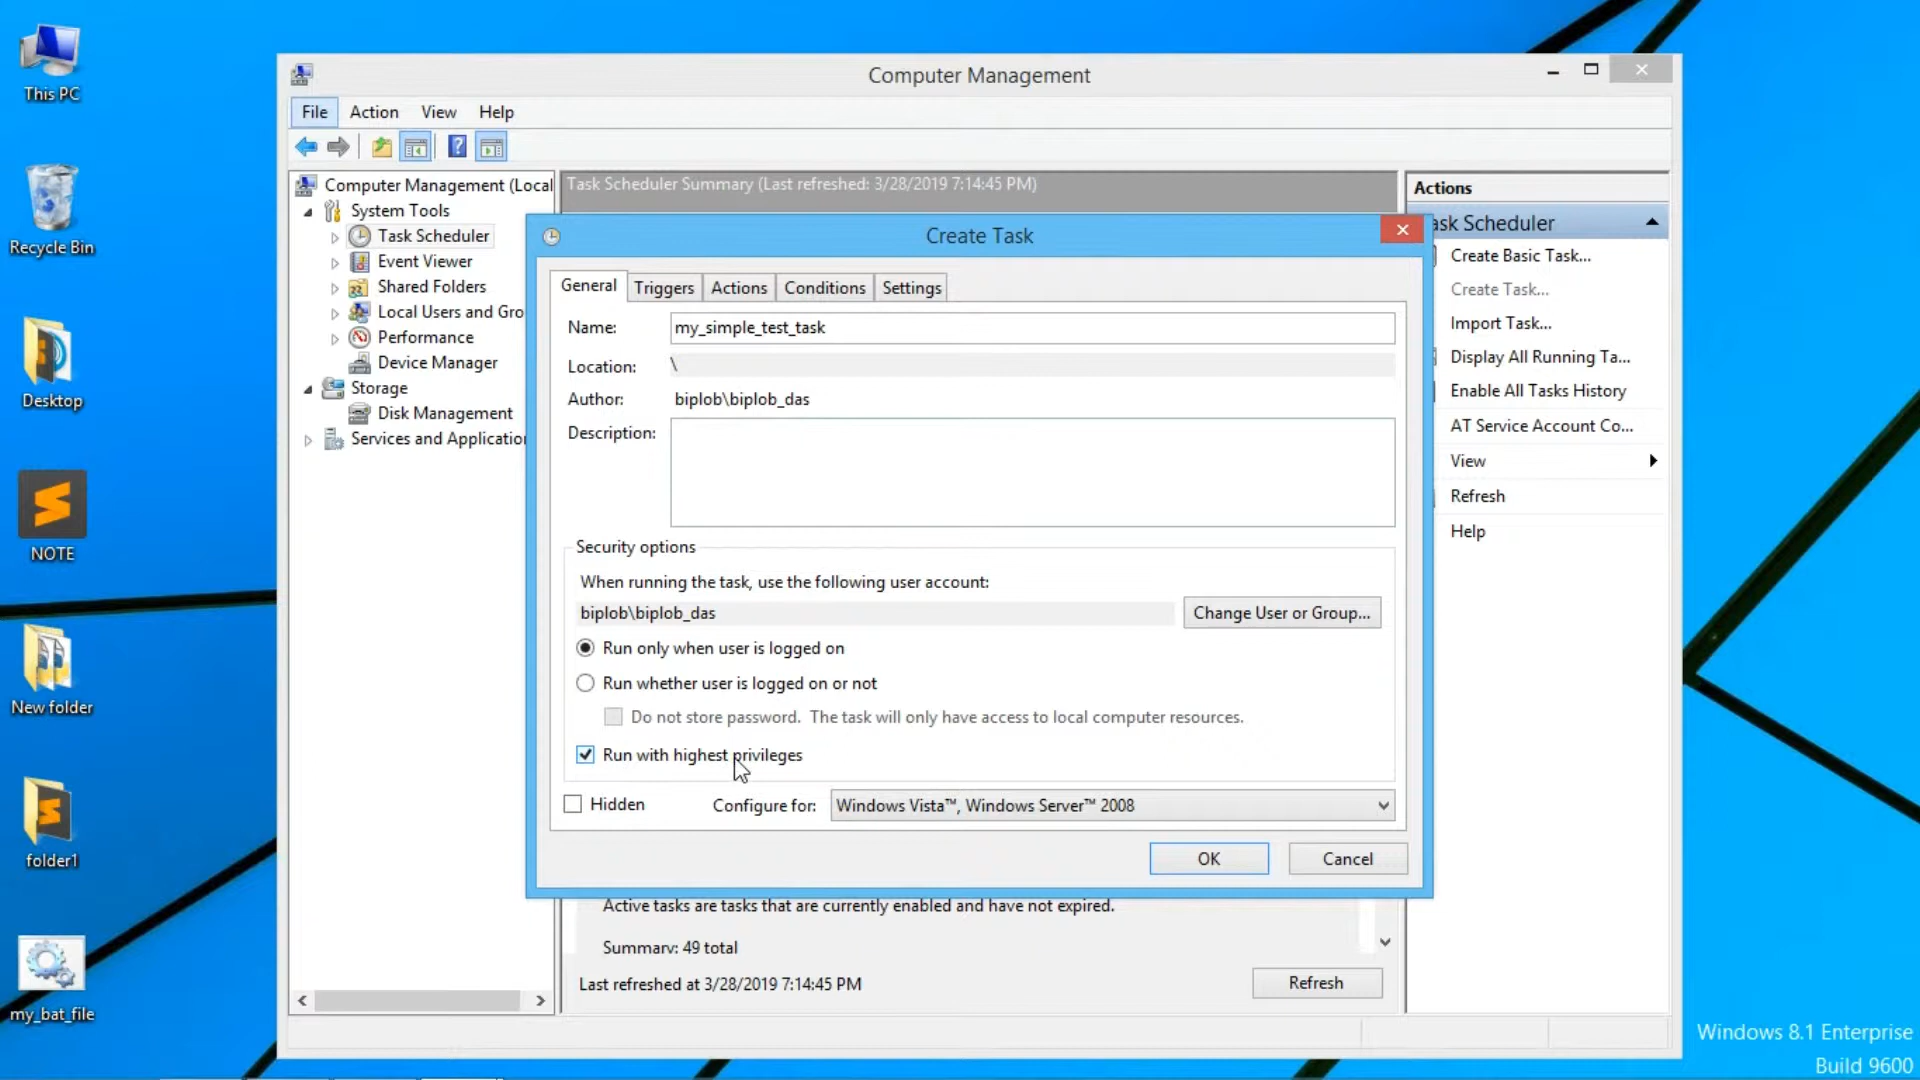 This PC
Recycle Bin
Desktop
NOTE
New folder
folder1
my_bat_file
Computer Management
File Action View Help
Computer Management (Local
System Tools
Task Scheduler
Event Viewer
Shared Folders
Local Users and Gro
Performance
Device Manager
Storage
Disk Management
Services and Application
Task Scheduler Summary (Last refreshed: 3/28/2019 7:14:45 PM)
Create Task
General Triggers Actions Conditions Settings
Name: my_simple_test_task
Location: \
Author: biplob\biplob_das
Description:
Security options
When running the task, use the following user account:
biplob\biplob_das
Change User or Group...
Run only when user is logged on
Run whether user is logged on or not
Do not store password. The task will only have access to local computer resources.
Run with highest privileges
Hidden
Configure for: Windows Vista™, Windows Server™ 2008
OK Cancel
Active tasks are tasks that are currently enabled and have not expired.
Summary: 49 total
Last refreshed at 3/28/2019 7:14:45 PM
Refresh
Actions
ask Scheduler
Create Basic Task...
Create Task...
Import Task...
Display All Running Ta...
Enable All Tasks History
AT Service Account Co...
View
Refresh
Help
Windows 8.1 Enterprise
Build 9600